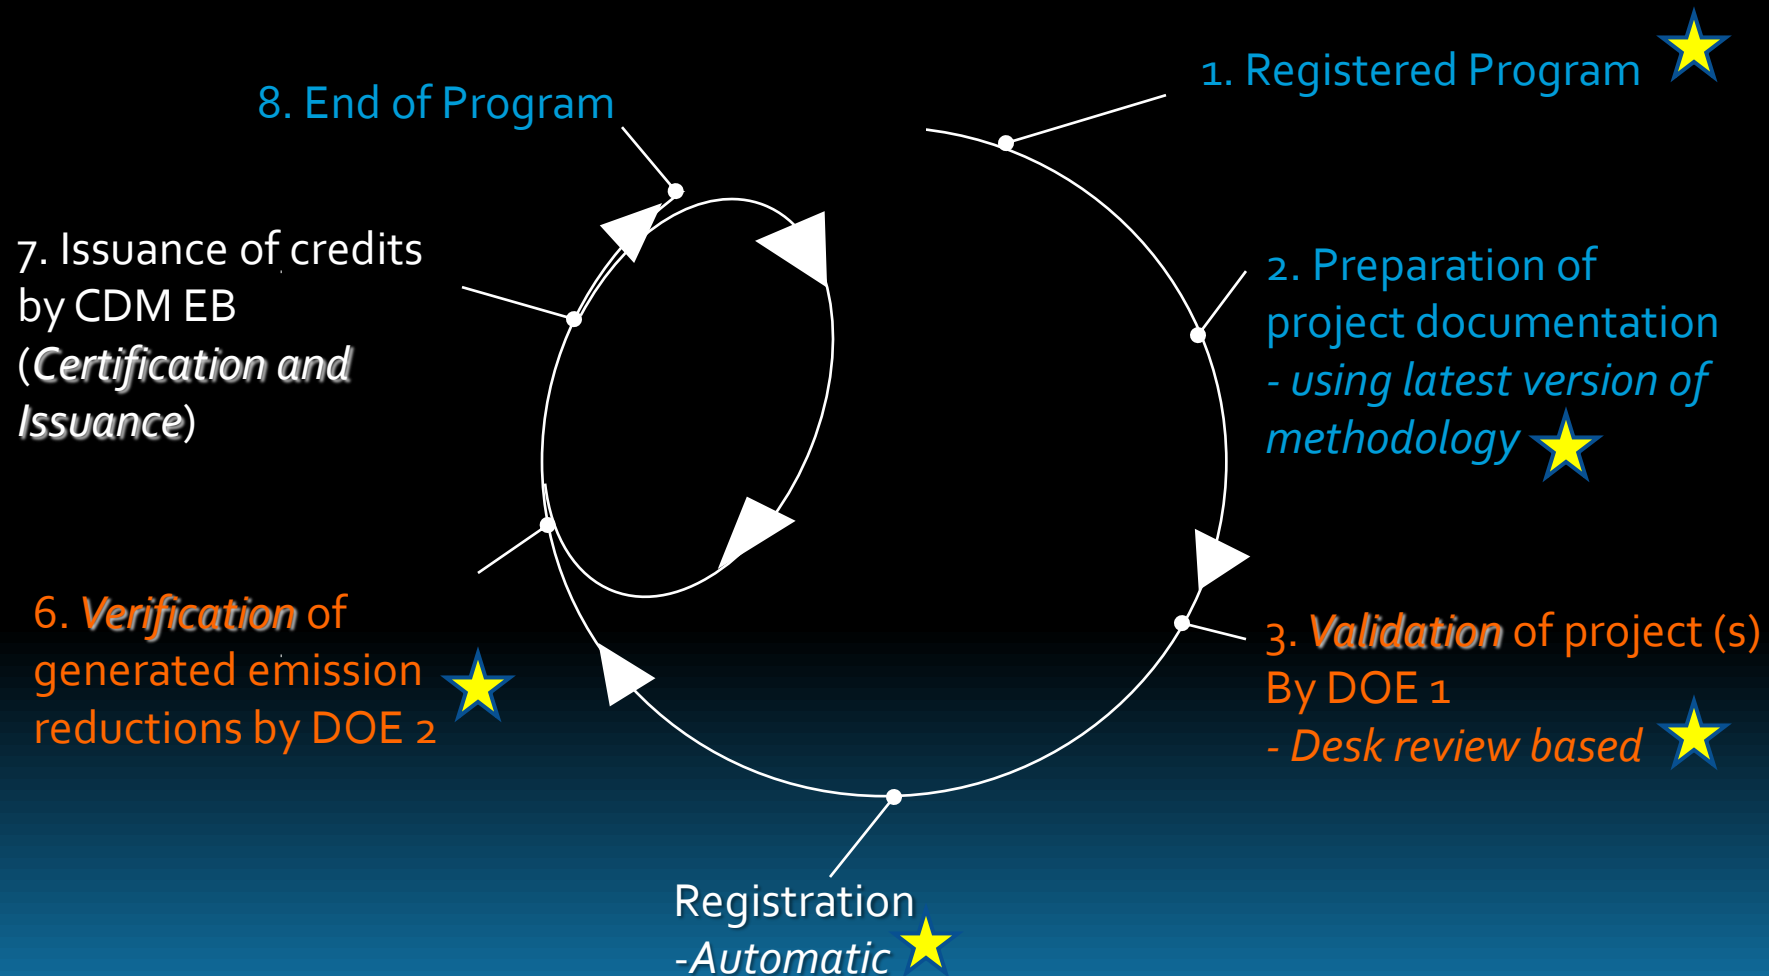 1. Registered Program
2. Preparation of
project documentation
- using latest version of
methodology
3. Validation of project (s)
By DOE 1
- Desk review based
Registration
-Automatic
6. Verification of
generated emission
reductions by DOE 2
7. Issuance of credits
by CDM EB
(Certification and
Issuance)
8. End of Program